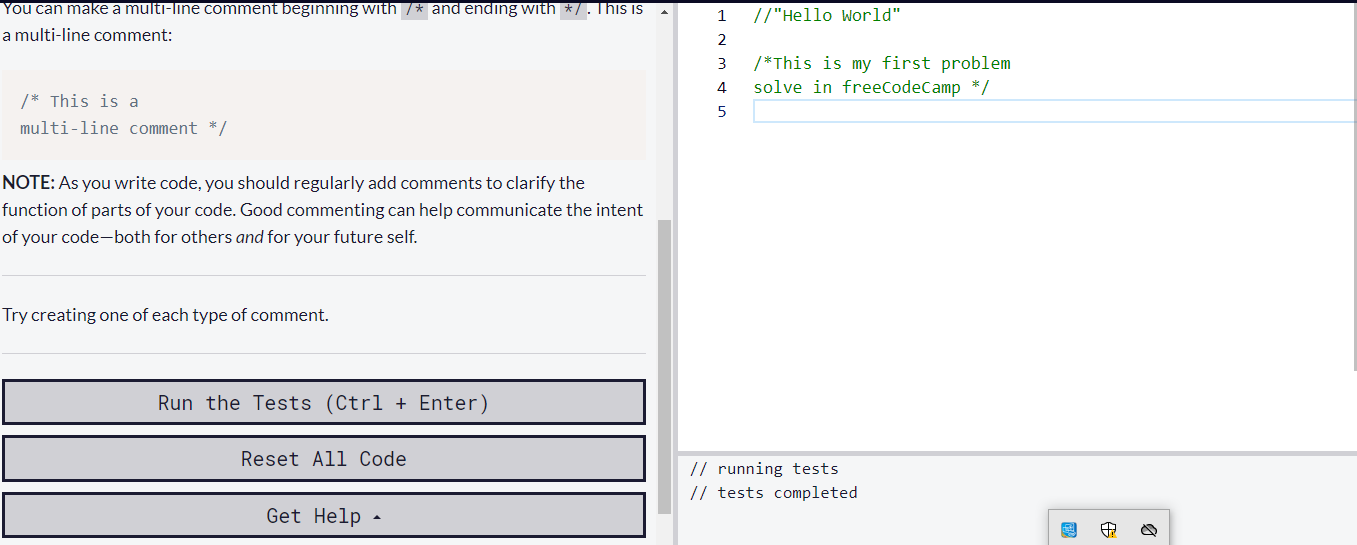 You can make a multi-line comment beginning with /* and ending with */. This is
a multi-line comment:
/* This is a
multi-line comment */
NOTE: As you write code, you should regularly add comments to clarify the
function of parts of your code. Good commenting can help communicate the intent
of your code—both for others and for your future self.
Try creating one of each type of comment.
Run the Tests (Ctrl + Enter)
Reset All Code
Get Help
1 //"Hello World"
2
3 /*This is my first problem
4 solve in freeCodeCamp */
5
// running tests
// tests completed